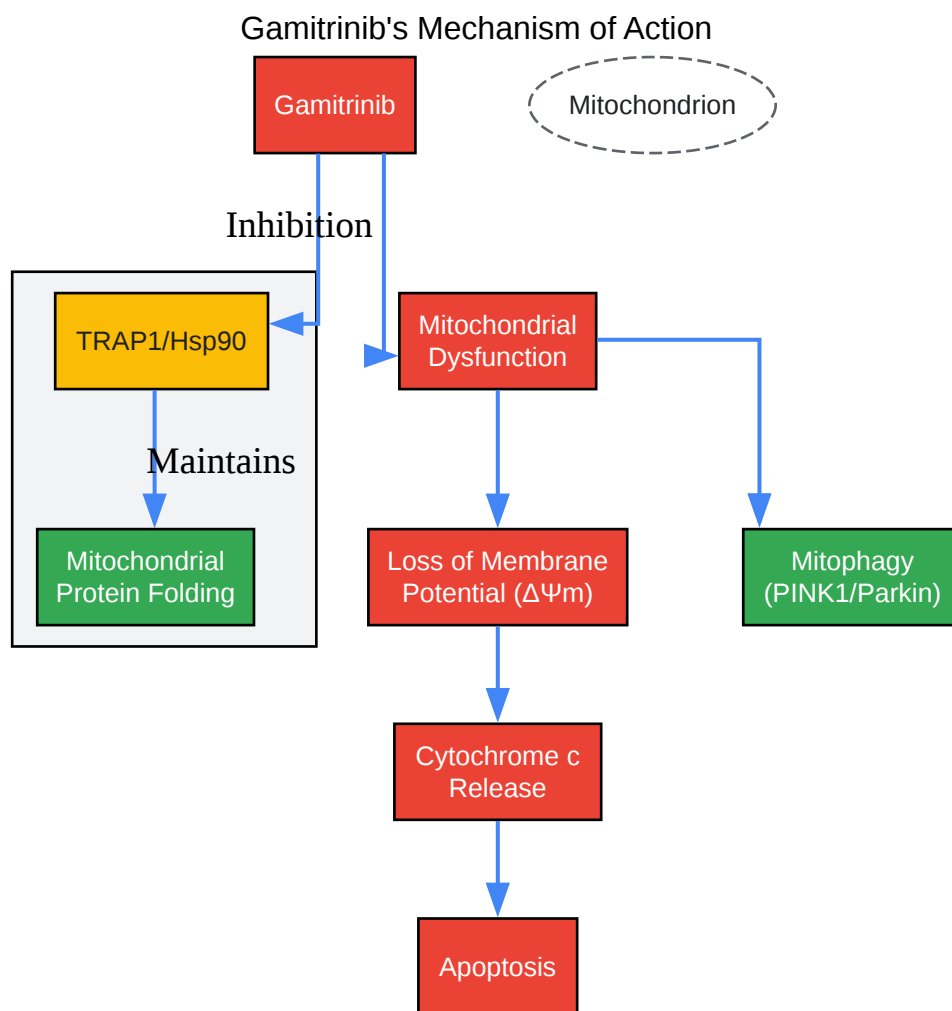 Gamitrinib's Mechanism of Action
Gamitrinib
Mitochondrion
Inhibition
TRAP1/Hsp90
Mitochondrial
Dysfunction
Maintains
Mitochondrial
Protein Folding
Loss of Membrane
Potential (ΔΨm)
Mitophagy
(PINK1/Parkin)
Cytochrome c
Release
Apoptosis